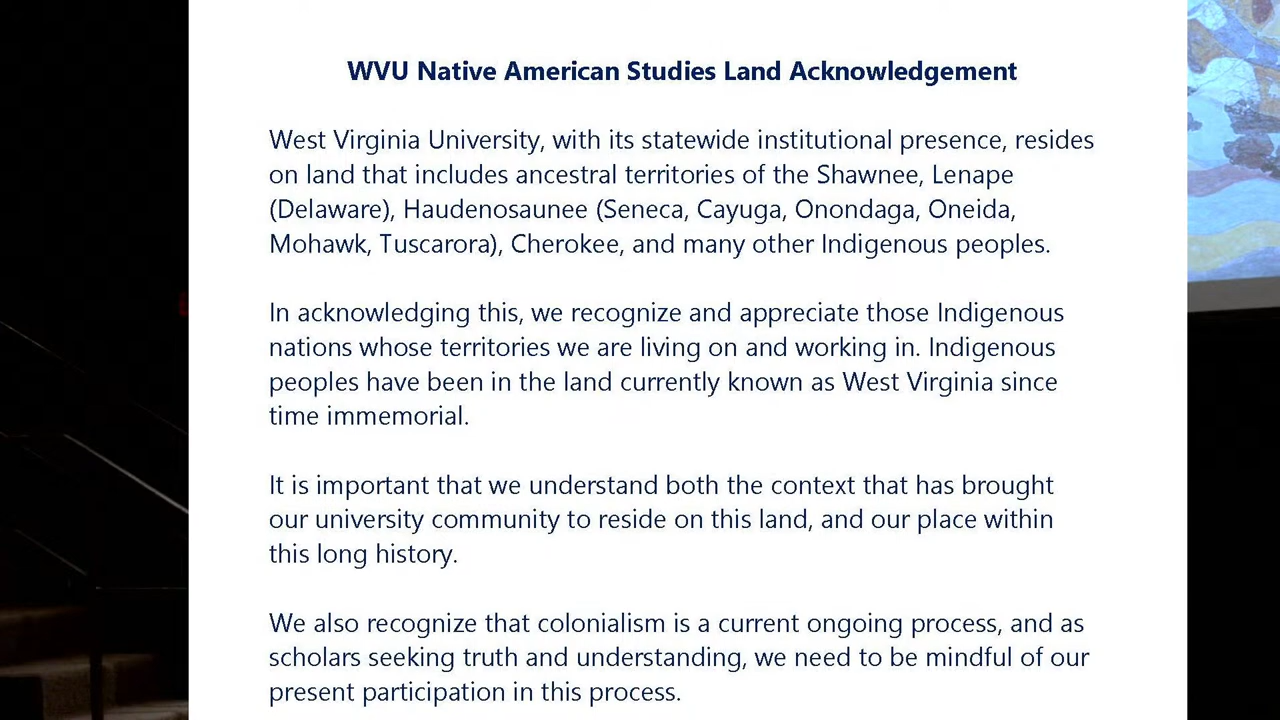 WVU Native American Studies Land Acknowledgement
West Virginia University, with its statewide institutional presence, resides
on land that includes ancestral territories of the Shawnee, Lenape
(Delaware), Haudenosaunee (Seneca, Cayuga, Onondaga, Oneida,
Mohawk, Tuscarora), Cherokee, and many other Indigenous peoples.
In acknowledging this, we recognize and appreciate those Indigenous
nations whose territories we are living on and working in. Indigenous
peoples have been in the land currently known as West Virginia since
time immemorial.
It is important that we understand both the context that has brought
our university community to reside on this land, and our place within
this long history.
We also recognize that colonialism is a current ongoing process, and as
scholars seeking truth and understanding, we need to be mindful of our
present participation in this process.